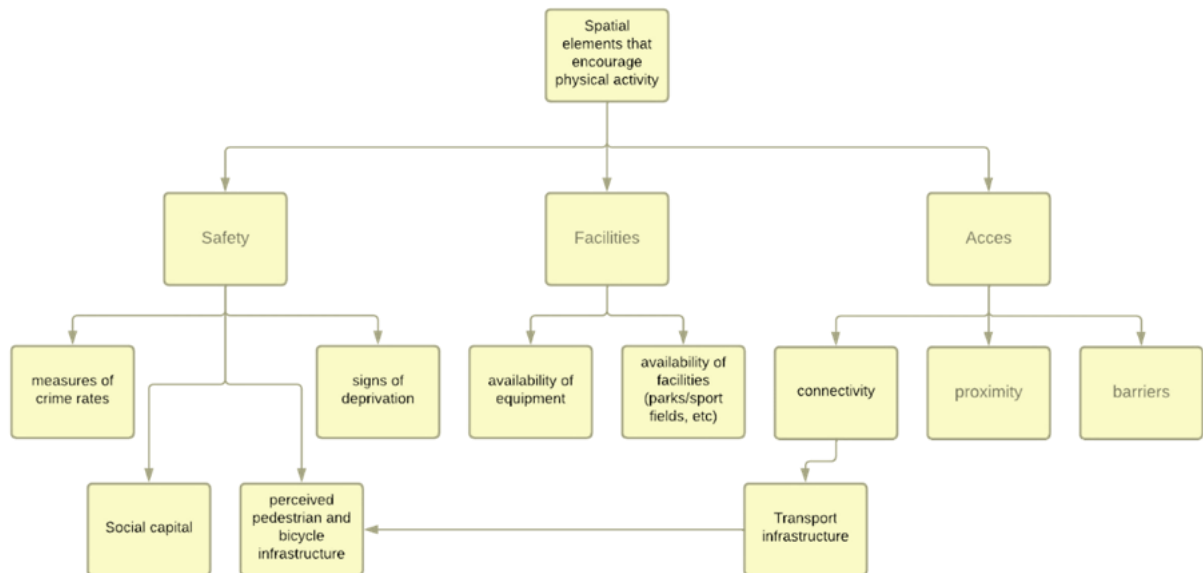 Spatial
elements that
encourage
physical activity
Safety
Facilities
Acces
measures of
crime rates
signs of
deprivation
availability of
equipment
availability of
facilities
(parks/sport
fields, etc)
connectivity
proximity
barriers
Social capital
perceived
pedestrian and
bicycle
infrastructure
Transport
infrastructure